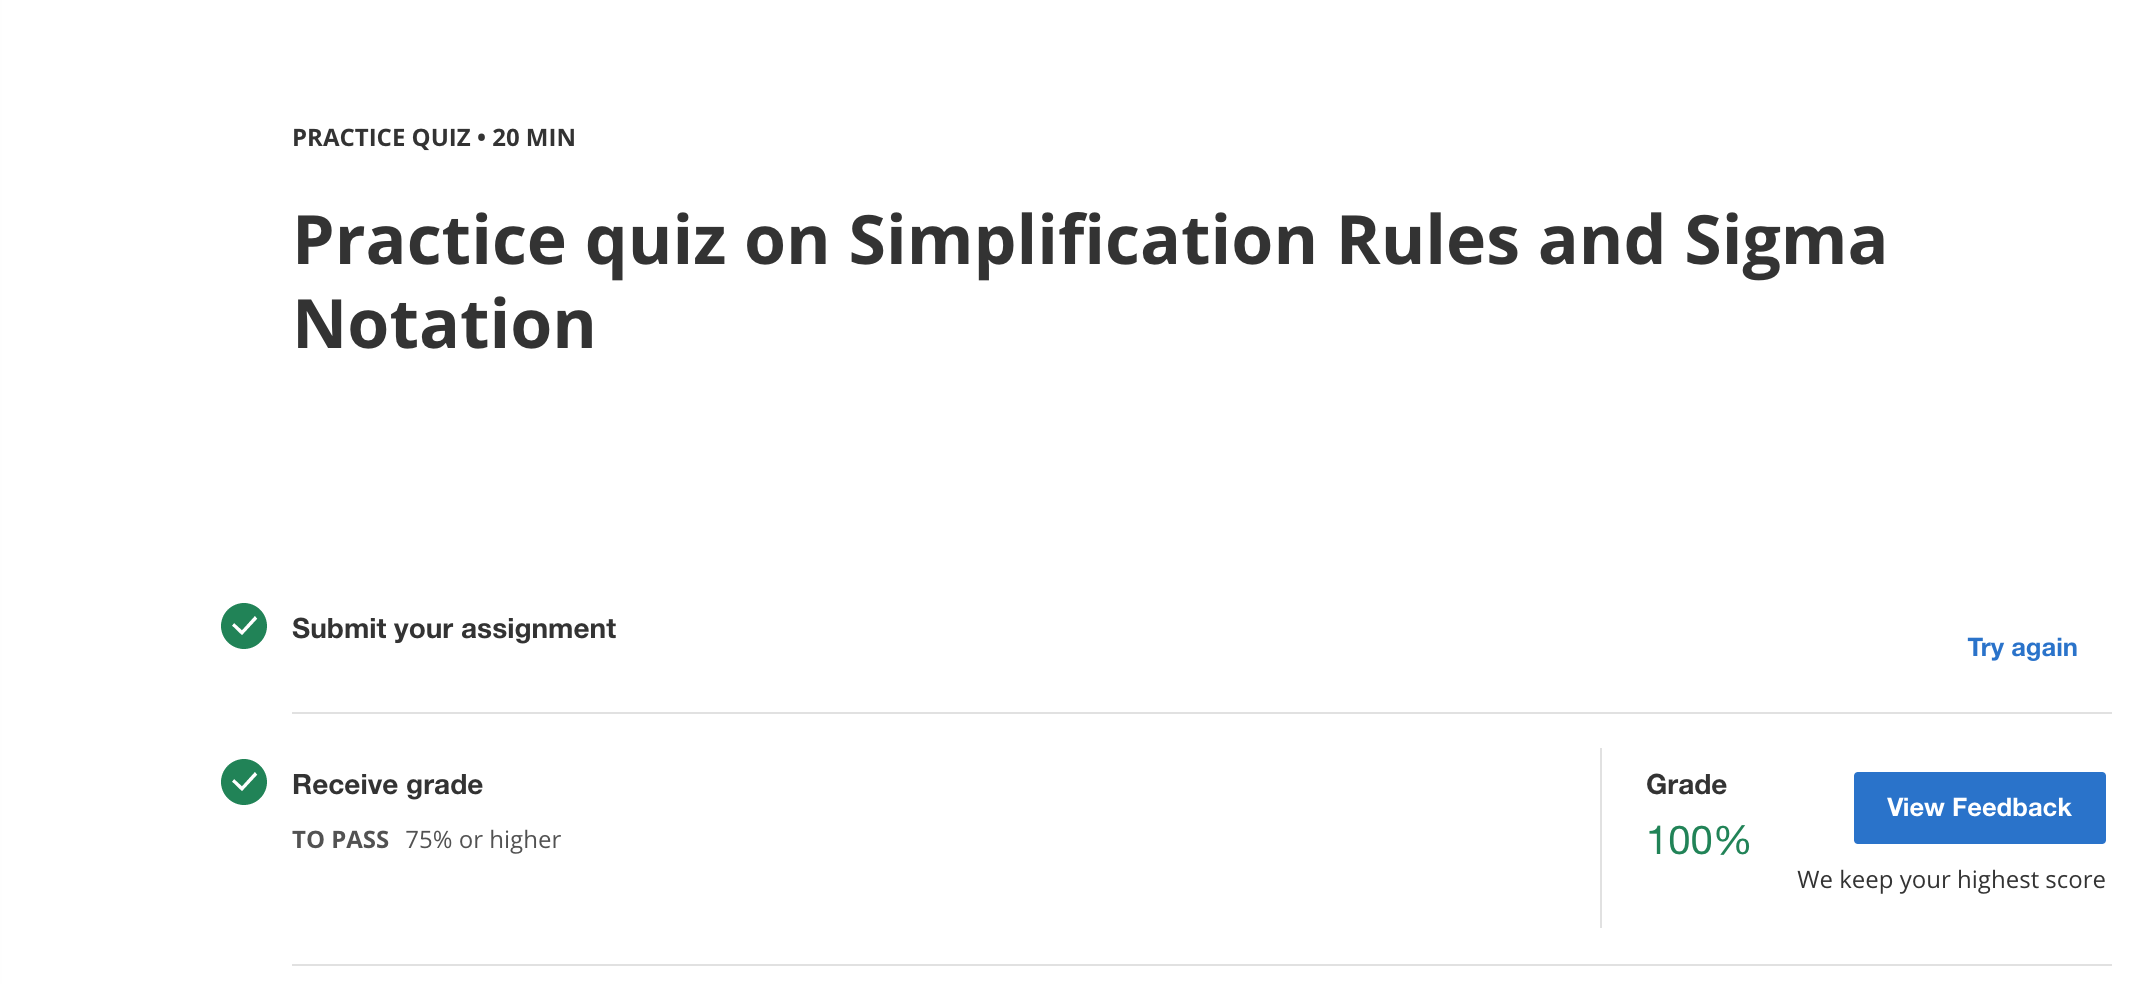 PRACTICE QUIZ • 20 MIN
Practice quiz on Simplification Rules and Sigma
Notation
Submit your assignment
Try again
Receive grade
TO PASS 75% or higher
Grade
100%
View Feedback
We keep your highest score